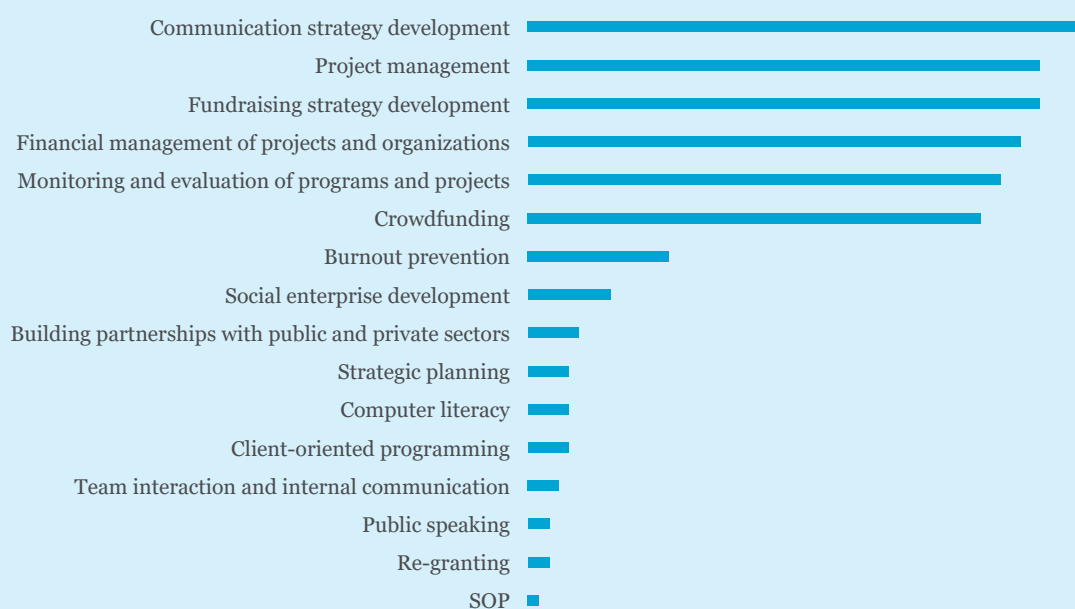 Communication strategy development
Project management
Fundraising strategy development
Financial management of projects and organizations
Monitoring and evaluation of programs and projects
Crowdfunding
Burnout prevention
Social enterprise development
Building partnerships with public and private sectors
Strategic planning
Computer literacy
Client-oriented programming
Team interaction and internal communication
Public speaking
Re-granting
SOP